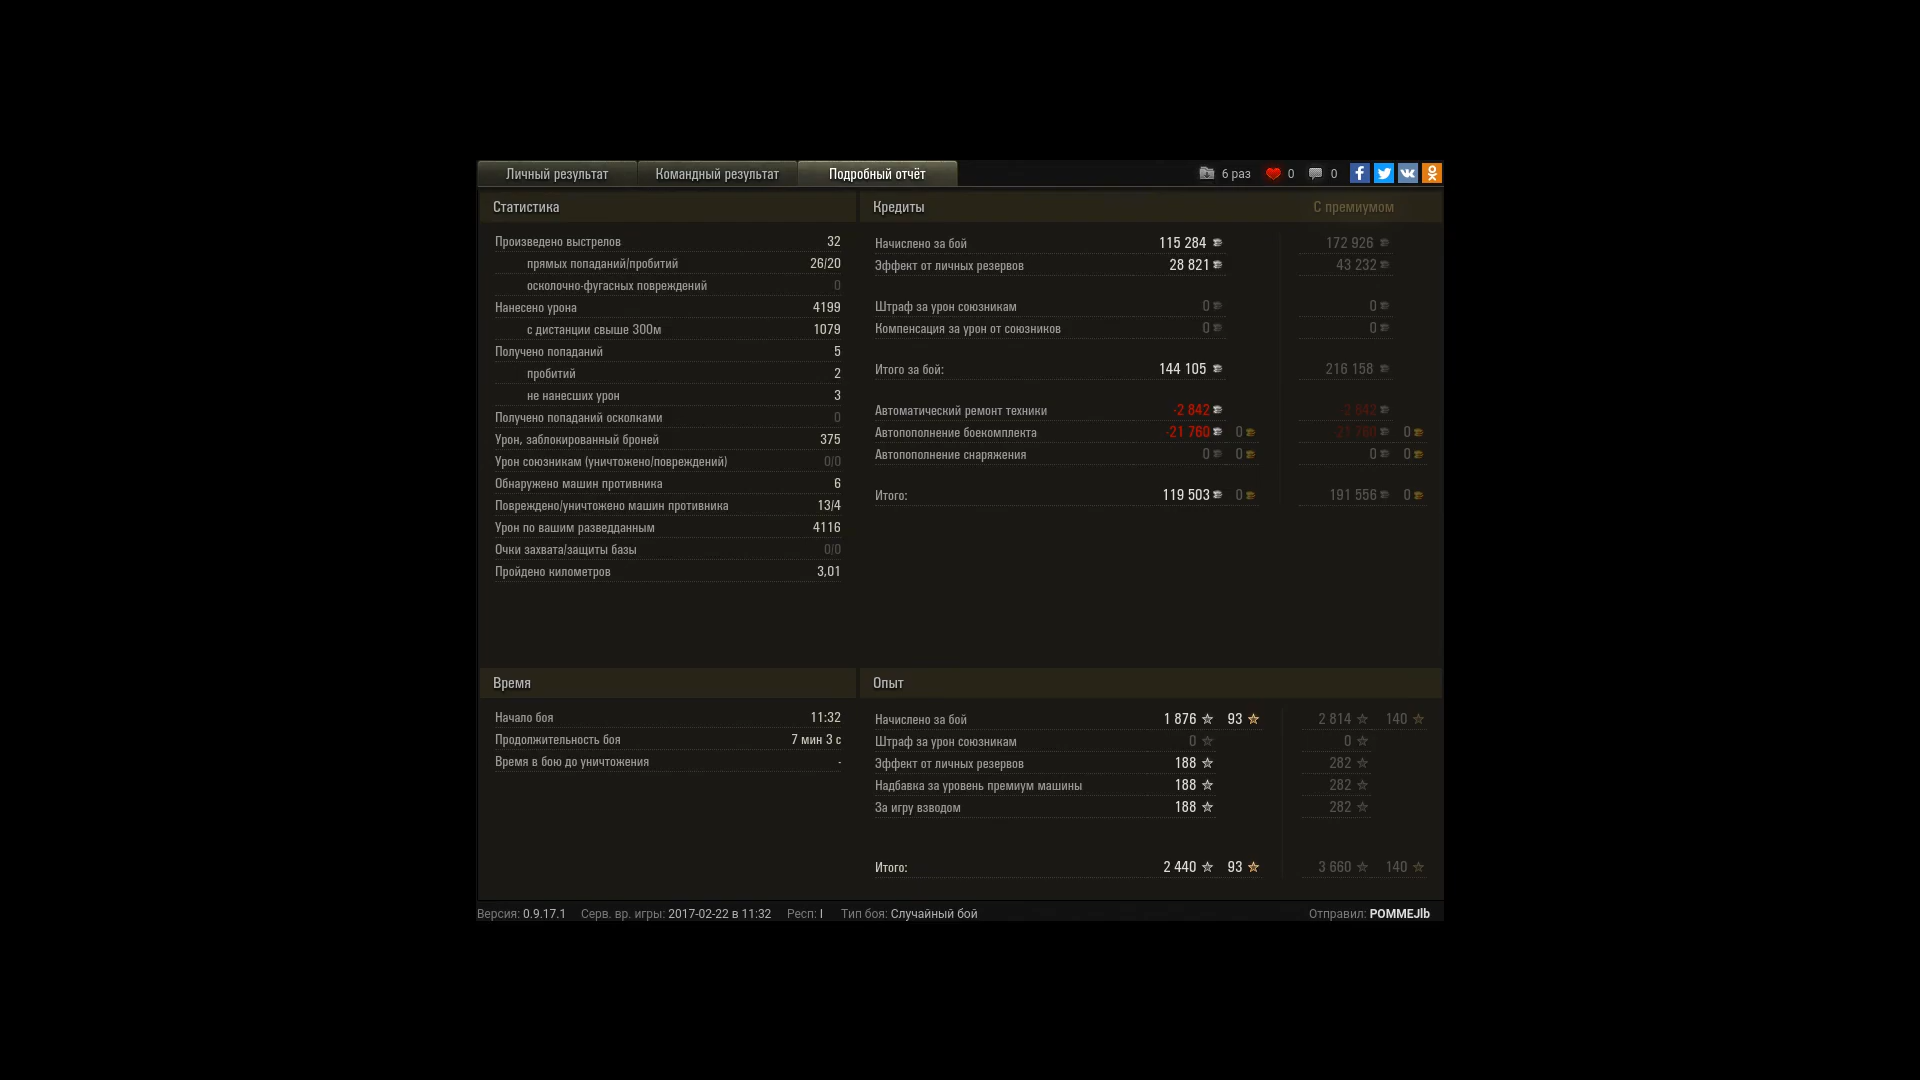 Личный результат Командный результат Подробный отчёт 6 раз 0 0
Статистика
Произведено выстрелов 32
прямых попаданий/пробитий 26/20
осколочно-фугасных повреждений 0
Нанесено урона 4199
с дистанции свыше 300м 1079
Получено попаданий 5
пробитий 2
не нанесших урон 3
Получено попаданий осколками 0
Урон, заблокированный броней 375
Урон союзникам (уничтожено/повреждений) 0/0
Обнаружено машин противника 6
Повреждено/уничтожено машин противника 13/4
Урон по вашим разведданным 4116
Очки захвата/защиты базы 0/0
Пройдено километров 3,01
Кредиты С премиумом
Начислено за бой 115 284 172 926
Эффект от личных резервов 28 821 43 232
Штраф за урон союзникам 0 0
Компенсация за урон от союзников 0 0
Итого за бой: 144 105 216 158
Автоматический ремонт техники -2 842 -2 842
Автопополнение боекомплекта -21 760 0 -21 760 0
Автопополнение снаряжения 0 0 0 0
Итого: 119 503 0 191 556 0
Время
Начало боя 11:32
Продолжительность боя 7 мин 3 с
Время в бою до уничтожения -
Опыт
Начислено за бой 1 876 93 2 814 140
Штраф за урон союзникам 0 0
Эффект от личных резервов 188 282
Надбавка за уровень премиум машины 188 282
За игру взводом 188 282
Итого: 2 440 93 3 660 140
Версия: 0.9.17.1 Серв. вр. игры: 2017-02-22 в 11:32 Респ: I Тип боя: Случайный бой Отправил: POMMEJlb